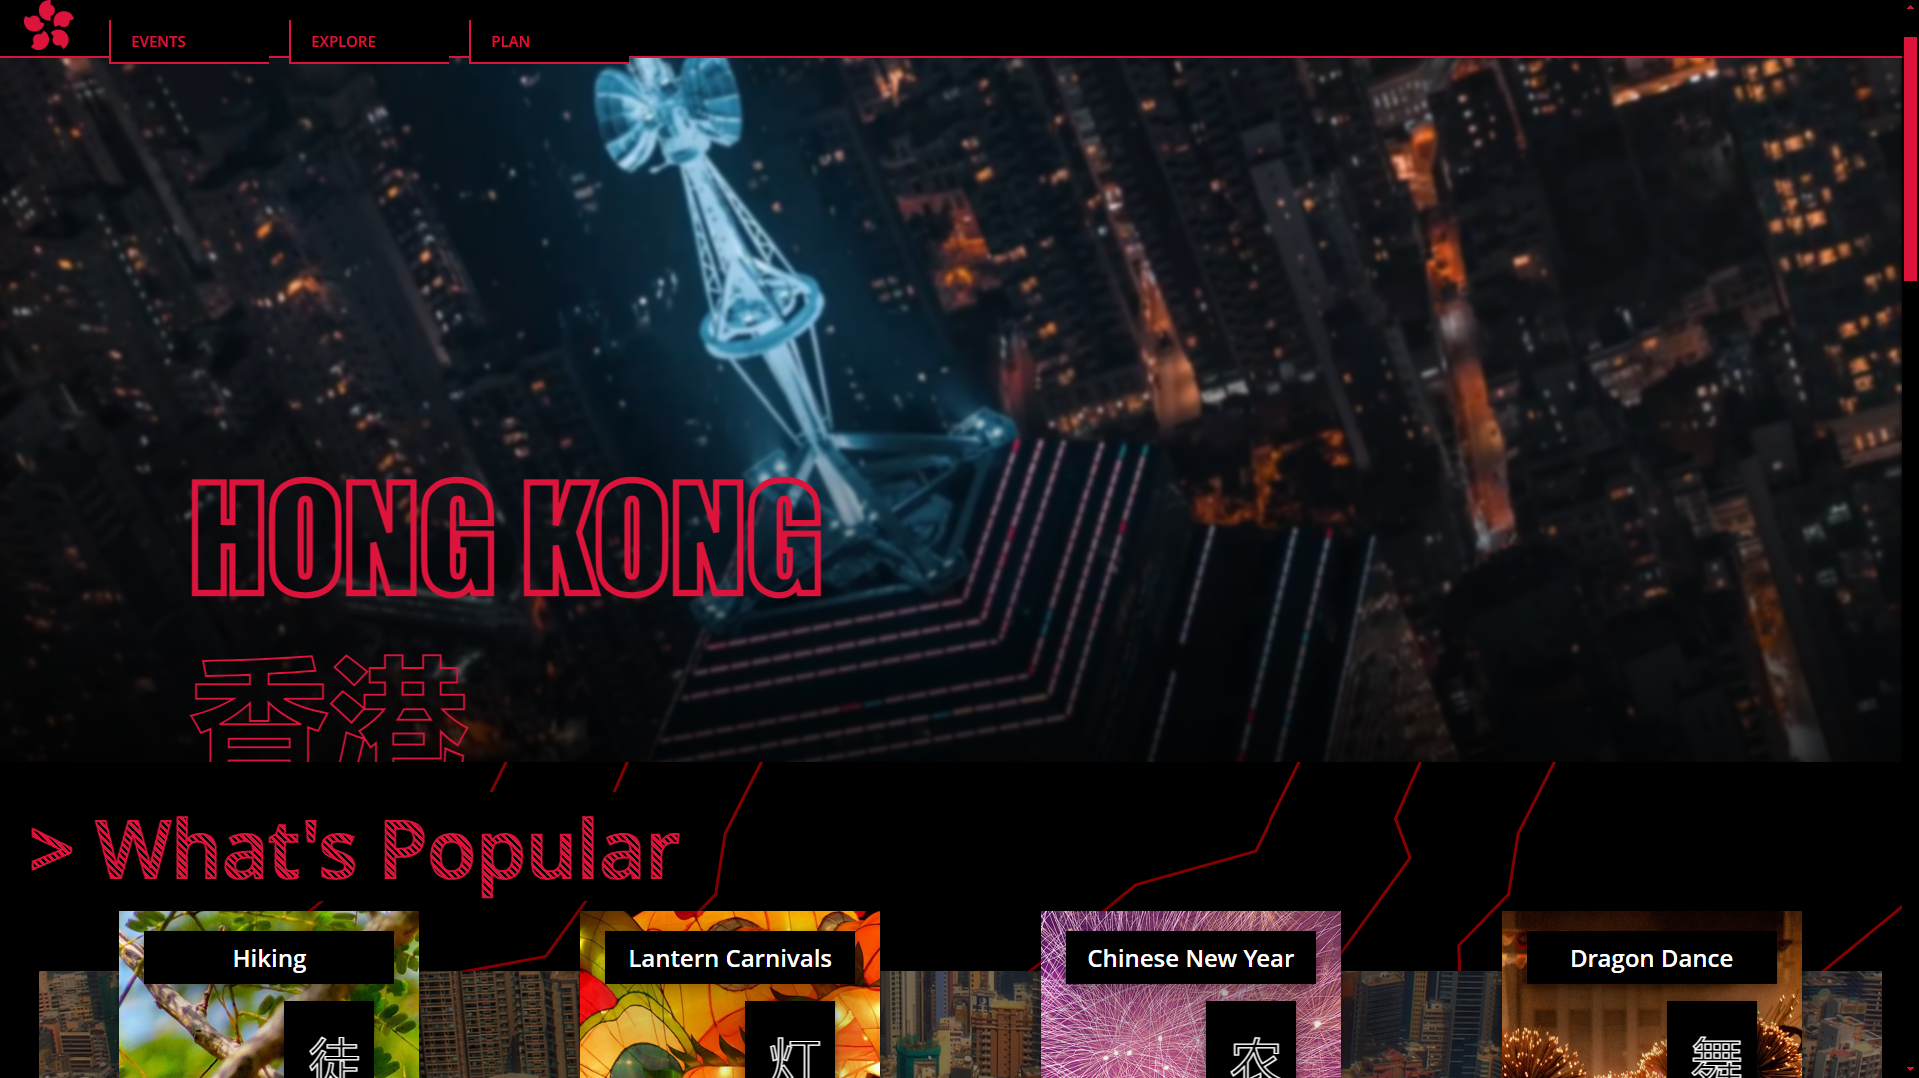 EVENTS
EXPLORE
PLAN
HONG KONG
香港
> What's Popular
Hiking
Lantern Carnivals
Chinese New Year
Dragon Dance
徒
灯
农
舞